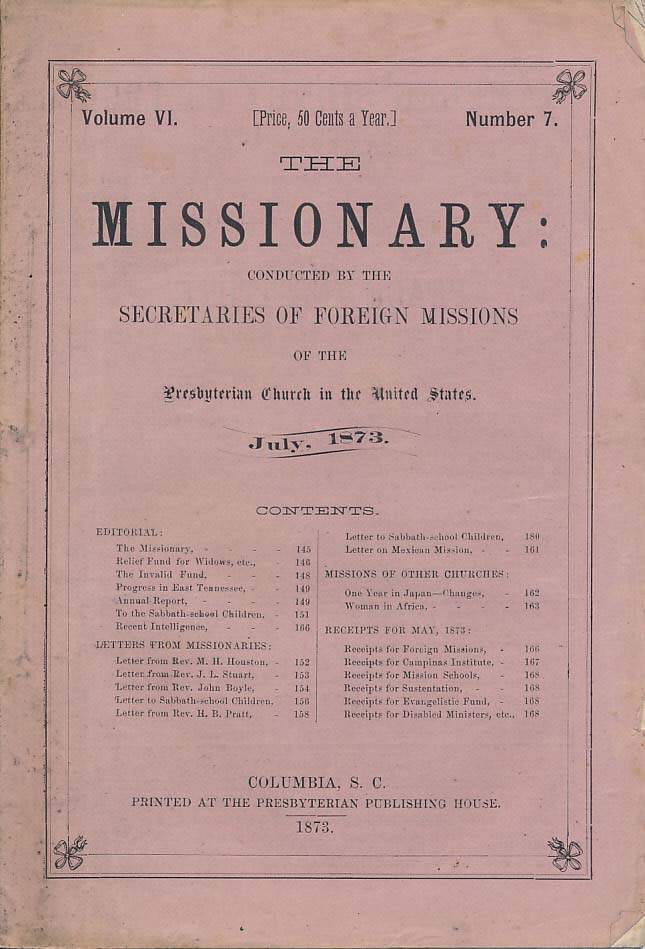 Volume VI. [Price, 50 Cents a Year.] Number 7.
THE
MISSIONARY:
CONDUCTED BY THE
SECRETARIES OF FOREIGN MISSIONS
OF THE
Presbyterian Church in the United States.
July, 1873.
CONTENTS.
EDITORIAL:
The Missionary, - - - - 145
Relief Fund for Widows, etc., - 146
The Invalid Fund, - - - 148
Progress in East Tennessee, - - 149
Annual Report, - - - 149
To the Sabbath-school Children, - 151
Recent Intelligence, - - - 166
LETTERS FROM MISSIONARIES:
Letter from Rev. M. H. Houston, - 152
Letter from Rev. J. L. Stuart, - 153
Letter from Rev. John Boyle, - 154
Letter to Sabbath-school Children, 156
Letter from Rev. H. B. Pratt, - 158
Letter to Sabbath-school Children, 180
Letter on Mexican Mission, - - 161
MISSIONS OF OTHER CHURCHES:
One Year in Japan—Changes, - 162
Woman in Africa, - - - - 163
RECEIPTS FOR MAY, 1873:
Receipts for Foreign Missions, - 166
Receipts for Campinas Institute, - 167
Receipts for Mission Schools, - 168
Receipts for Sustentation, - - 168
Receipts for Evangelistic Fund, - 168
Receipts for Disabled Ministers, etc., 168
COLUMBIA, S. C.
PRINTED AT THE PRESBYTERIAN PUBLISHING HOUSE.
1873.